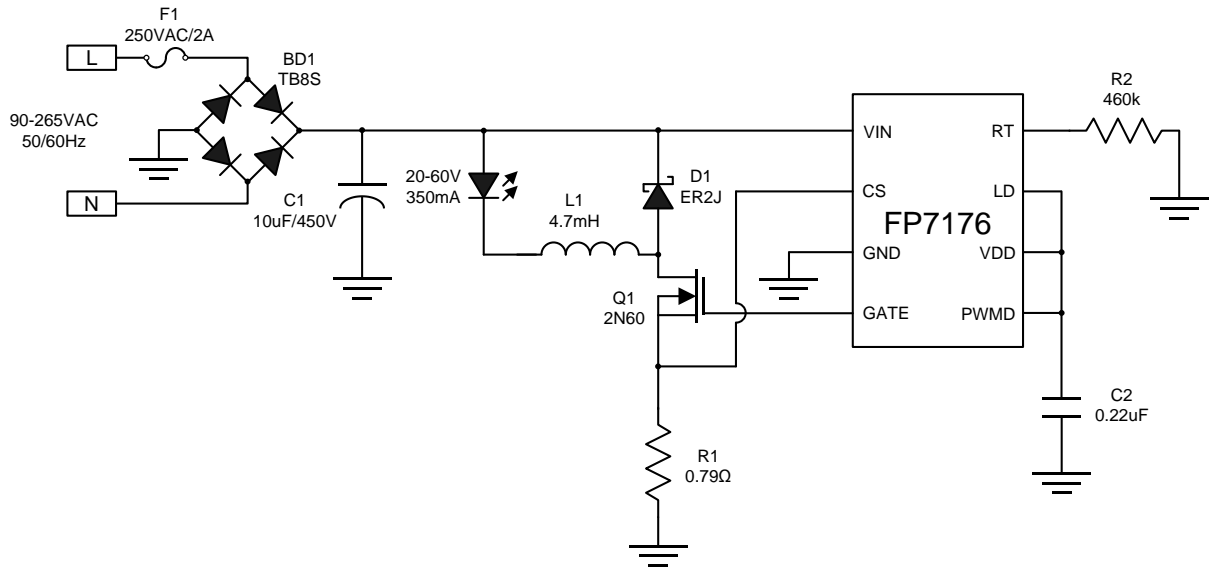 F1
250VAC/2A
L
BD1
TB8S
90-265VAC
50/60Hz
N
C1
10uF/450V
20-60V
350mA
L1
4.7mH
D1
ER2J
Q1
2N60
R1
0.79Ω
VIN
CS
GND
GATE
FP7176
RT
LD
VDD
PWMD
R2
460k
C2
0.22uF